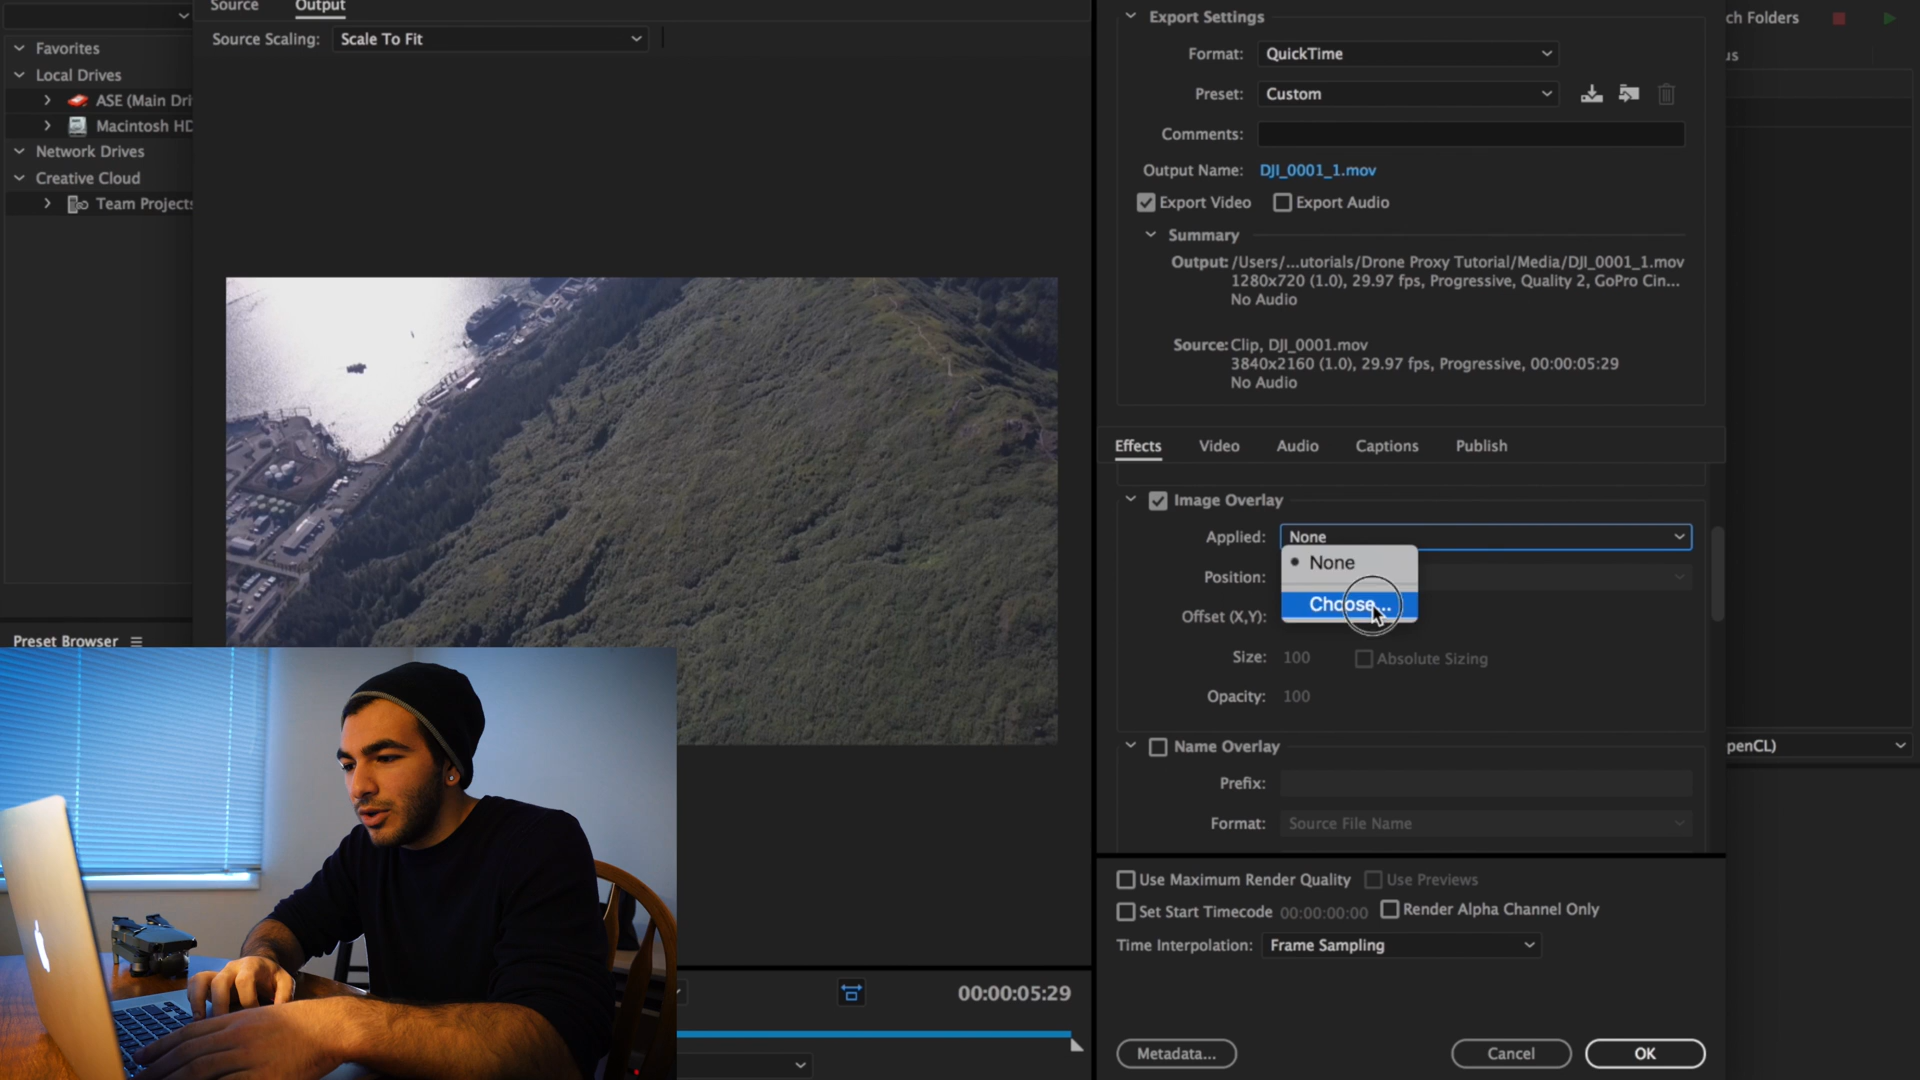 Source
Output
Source Scaling:
Scale To Fit
Favorites
Local Drives
ASE (Main Dri
Macintosh HD
Network Drives
Creative Cloud
Team Projects
Preset Browser
00:00:05:29
Export Settings
Format:
QuickTime
Preset:
Custom
Comments:
Output Name:
DJI_0001_1.mov
Export Video
Export Audio
Summary
Output: /Users/...utorials/Drone Proxy Tutorial/Media/DJI_0001_1.mov
1280x720 (1.0), 29.97 fps, Progressive, Quality 2, GoPro Cin...
No Audio
Source: Clip, DJI_0001.mov
3840x2160 (1.0), 29.97 fps, Progressive, 00:00:05:29
No Audio
Effects
Video
Audio
Captions
Publish
Image Overlay
Applied:
None
None
Choose...
Position:
Offset (X,Y):
Size:
100
Absolute Sizing
Opacity:
100
Name Overlay
Prefix:
Format:
Source File Name
Use Maximum Render Quality
Use Previews
Set Start Timecode
00:00:00:00
Render Alpha Channel Only
Time Interpolation:
Frame Sampling
Metadata...
Cancel
OK
ch Folders
us
penCL)